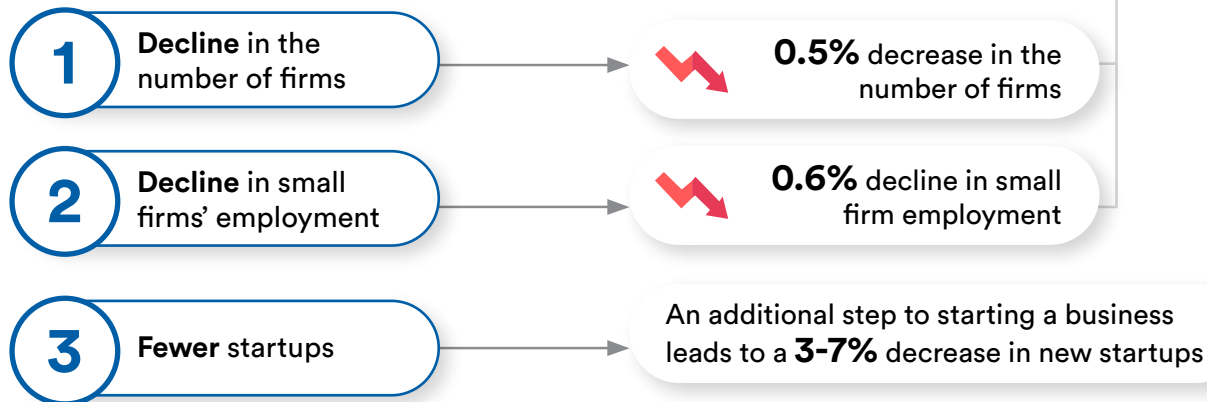 1
Decline in the
number of firms
0.5% decrease in the
number of firms
2
Decline in small
firms’ employment
0.6% decline in small
firm employment
3
Fewer startups
An additional step to starting a business
leads to a 3-7% decrease in new startups